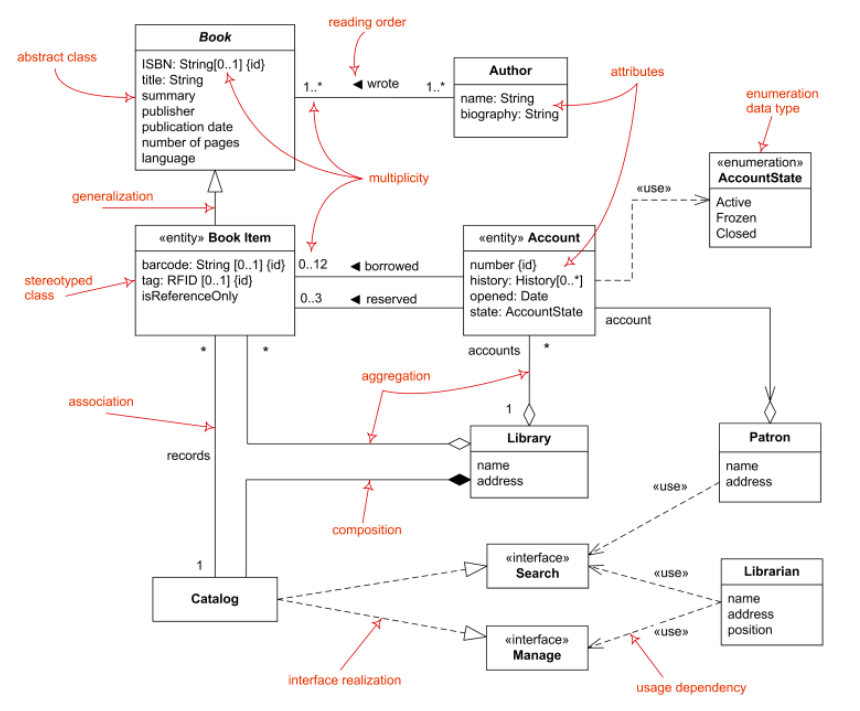 reading order
Book
abstract class
ISBN: String[0..1] {id}
title: String
summary
publisher
publication date
number of pages
language
1..*
◄ wrote
1..*
Author
name: String
biography: String
attributes
enumeration
data type
multiplicity
«enumeration»
AccountState
Active
Frozen
Closed
«use»
generalization
«entity» Book Item
barcode: String [0..1] {id}
tag: RFID [0..1] {id}
isReferenceOnly
stereotyped
class
0..12
◄ borrowed
0..3
◄ reserved
«entity» Account
number {id}
history: History[0..*]
opened: Date
state: AccountState
account
*
*
accounts
*
aggregation
association
1
records
Library
name
address
Patron
name
address
composition
«use»
1
Catalog
«interface»
Search
«use»
Librarian
name
address
position
«interface»
Manage
«use»
interface realization
usage dependency